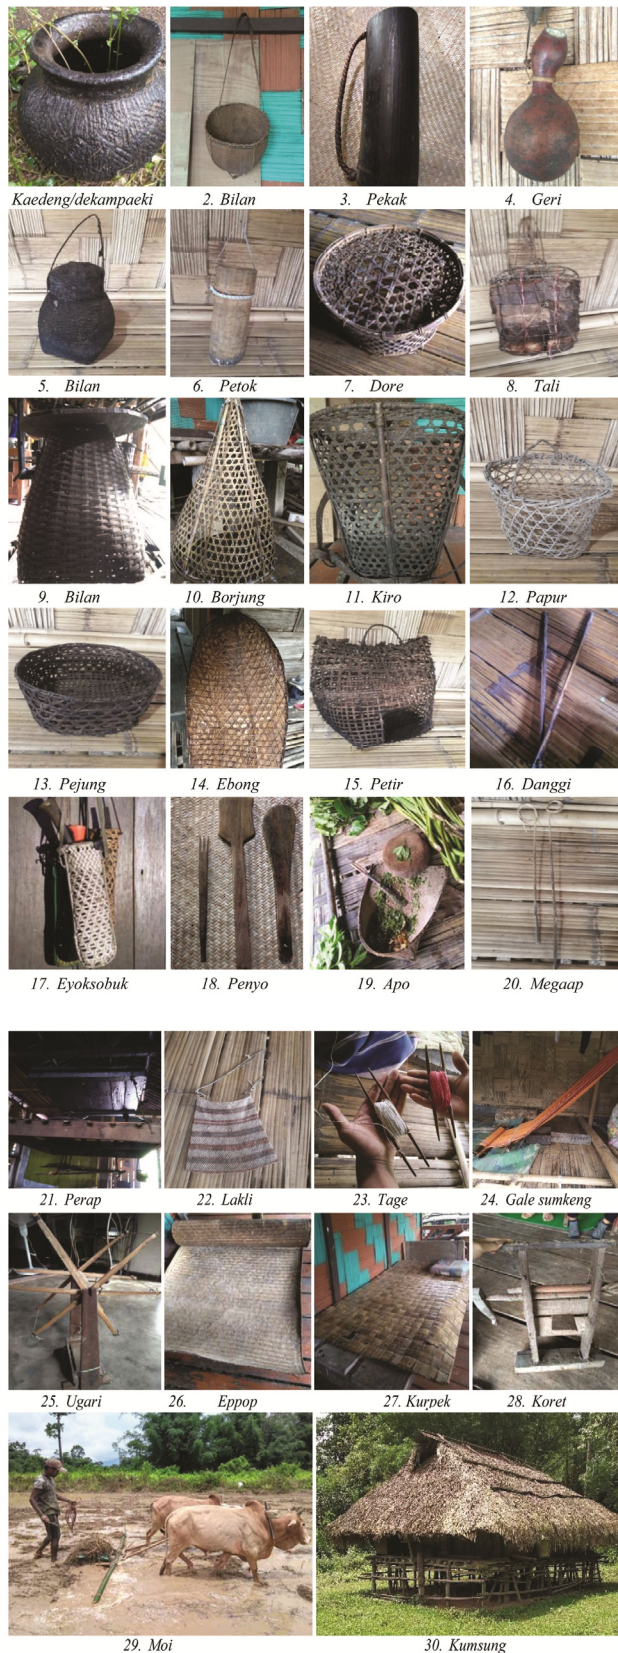 Kaedeng/dekampaeki
2. Bilan
3. Pekak
4. Geri
5. Bilan
6. Petok
7. Dore
8. Tali
9. Bilan
10. Borjung
11. Kiro
12. Papur
13. Pejung
14. Ebong
15. Petir
16. Danggi
17. Eyoksobuk
18. Penyo
19. Apo
20. Megaap
21. Perap
22. Lakli
23. Tage
24. Gale sumkeng
25. Ugari
26. Eppop
27. Kurpek
28. Koret
29. Moi
30. Kumsung